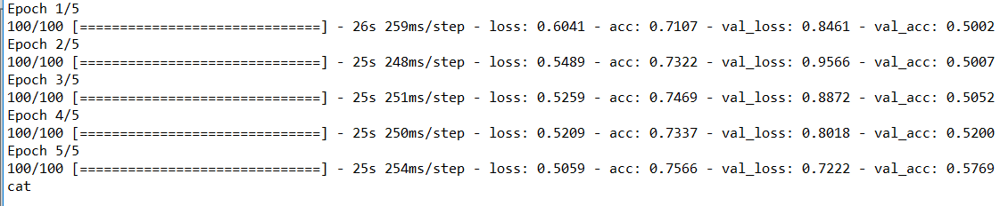 Epoch 1/5
100/100 [==============================] - 26s 259ms/step - loss: 0.6041 - acc: 0.7107 - val_loss: 0.8461 - val_acc: 0.5002
Epoch 2/5
100/100 [==============================] - 25s 248ms/step - loss: 0.5489 - acc: 0.7322 - val_loss: 0.9566 - val_acc: 0.5007
Epoch 3/5
100/100 [==============================] - 25s 251ms/step - loss: 0.5259 - acc: 0.7469 - val_loss: 0.8872 - val_acc: 0.5052
Epoch 4/5
100/100 [==============================] - 25s 250ms/step - loss: 0.5209 - acc: 0.7337 - val_loss: 0.8018 - val_acc: 0.5200
Epoch 5/5
100/100 [==============================] - 25s 254ms/step - loss: 0.5059 - acc: 0.7566 - val_loss: 0.7222 - val_acc: 0.5769
cat